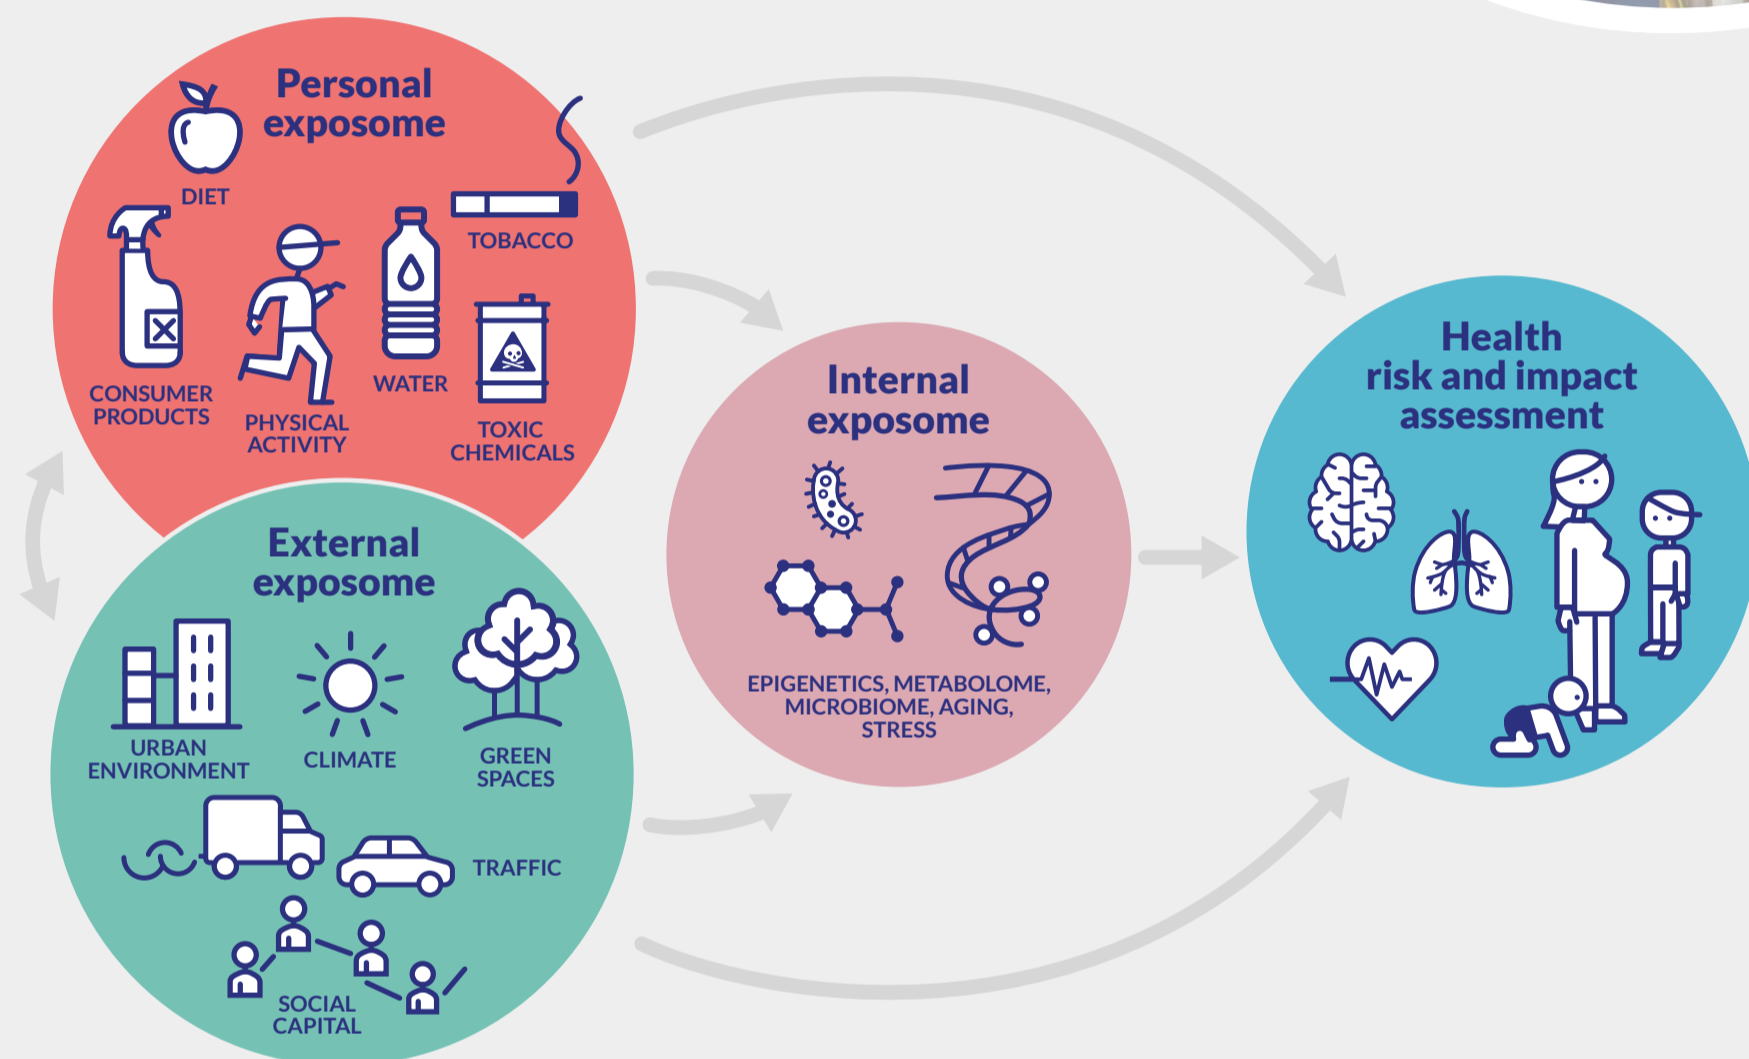 Personal
exposome
DIET
TOBACCO
CONSUMER
PRODUCTS
PHYSICAL
ACTIVITY
WATER
TOXIC
CHEMICALS
External
exposome
URBAN
ENVIRONMENT
CLIMATE
GREEN
SPACES
TRAFFIC
SOCIAL
CAPITAL
Internal
exposome
EPIGENETICS, METABOLOME,
MICROBIOME, AGING,
STRESS
Health
risk and impact
assessment